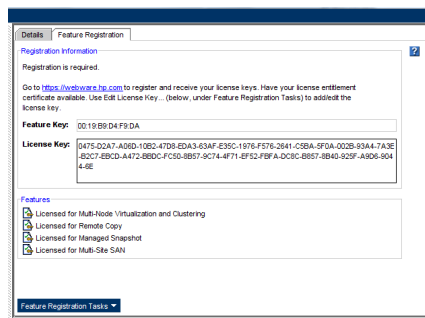 Details
Feature Registration
Registration Information
Registration is required.
Go to https://webware.hp.com to register and receive your license keys. Have your license entitlement
certificate available. Use Edit License Key... (below, under Feature Registration Tasks) to add/edit the
license key.
Feature Key: 00:19:B9:D4:F9:DA
License Key: 0475-D2A7-A06D-10B2-47D8-EDA3-63AF-E35C-1976-F576-2641-C5BA-5F0A-002B-93A4-7A3E
-B2C7-EBCD-A472-BBDC-FC50-8B57-9C74-4F71-EF52-FBFA-DC8C-B857-8B40-925F-A9D6-904
4-6E
Features
Licensed for Multi-Node Virtualization and Clustering
Licensed for Remote Copy
Licensed for Managed Snapshot
Licensed for Multi-Site SAN
Feature Registration Tasks